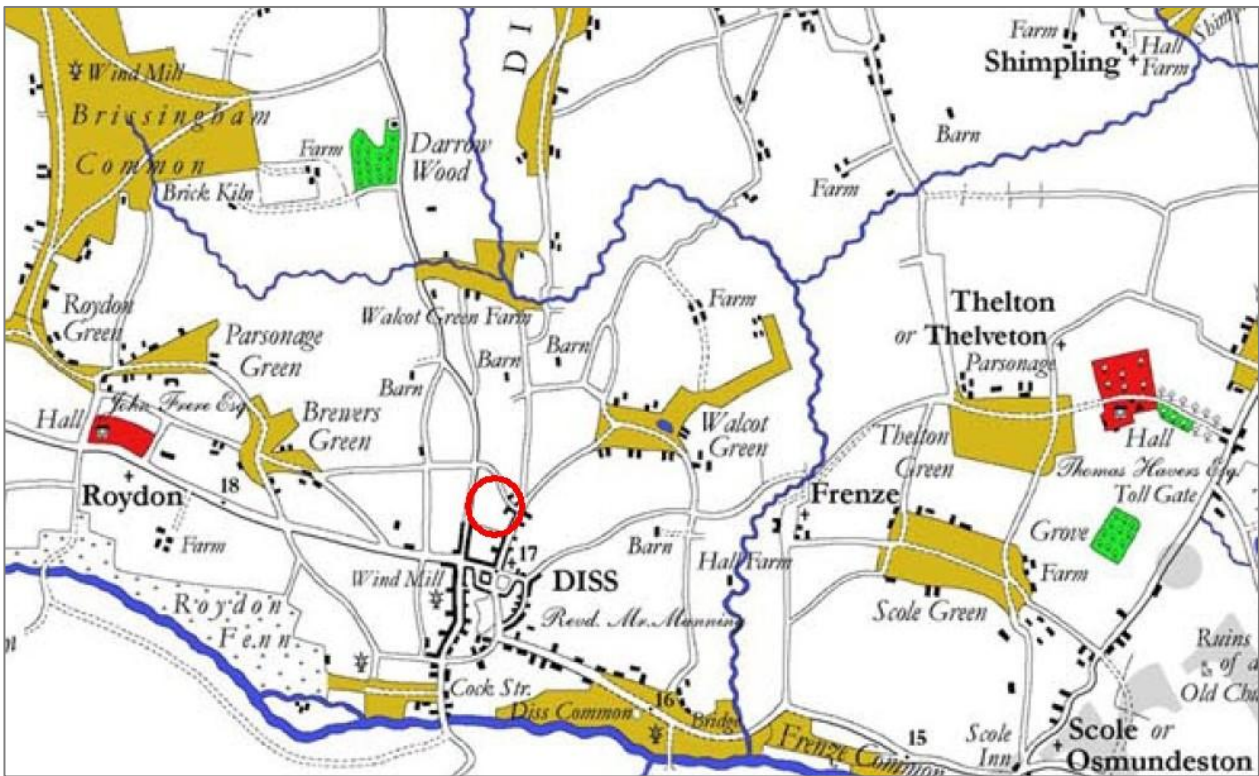 Wind Mill
Brissingham
Common
Brick Kiln
Farm
Darrow
Wood
D I
Farm
Shimpling
Hall
Farm
Barn
Farm
Roydon
Green
Parsonage
Green
Walcot Green Farm
Barn
Barn
Barn
Farm
Thelton
or Thelveton
Parsonage
Hall
John Frere Esq
Brewers
Green
Walcot
Green
Thelton
Green
Hall
Thomas Havers Esq.
Toll Gate
Roydon
18
Farm
Frenze
Grove
Barn
Hall Farm
17
DISS
Revd. Mr. Manning
Wind Mill
Farm
Scole Green
Roydon
Fenn
Ruins
of a
Old Chu
Cock Str.
Diss Common
16
Bridge
Frenze Common
15
Scole
Inn
Scole or
Osmundeston